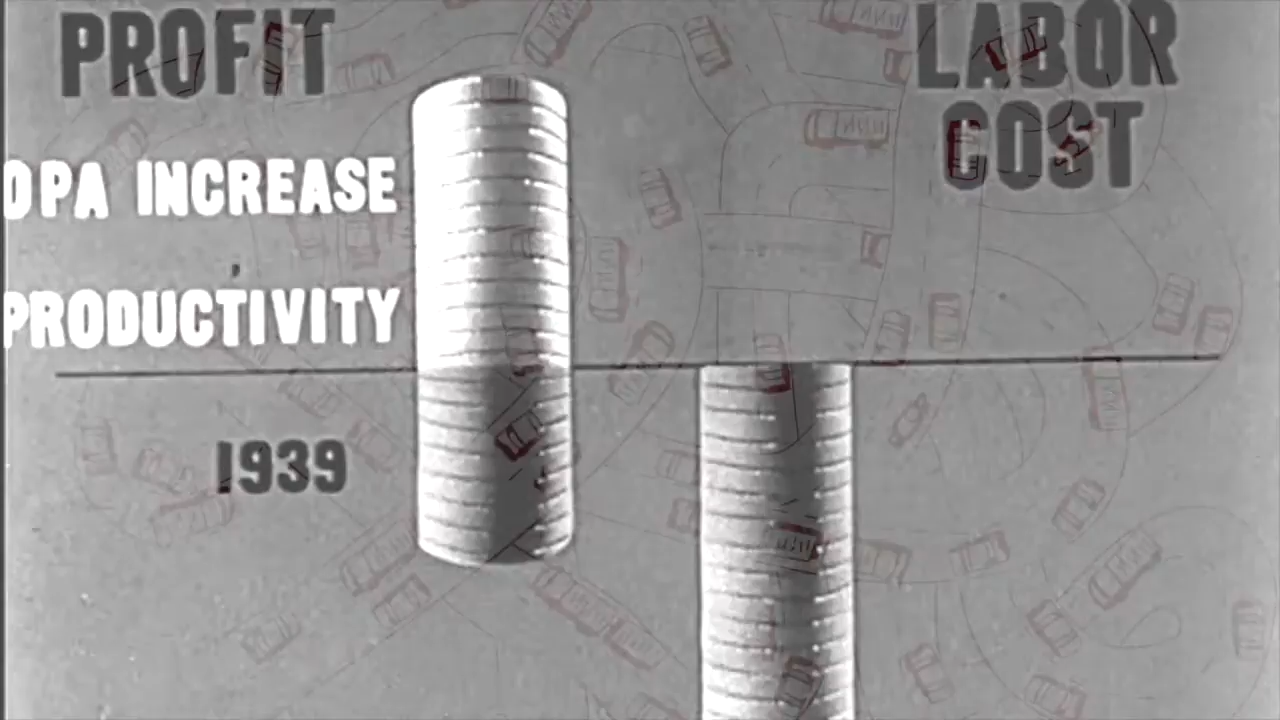 PROFIT
LABOR
COST
OPA INCREASE
PRODUCTIVITY
1939